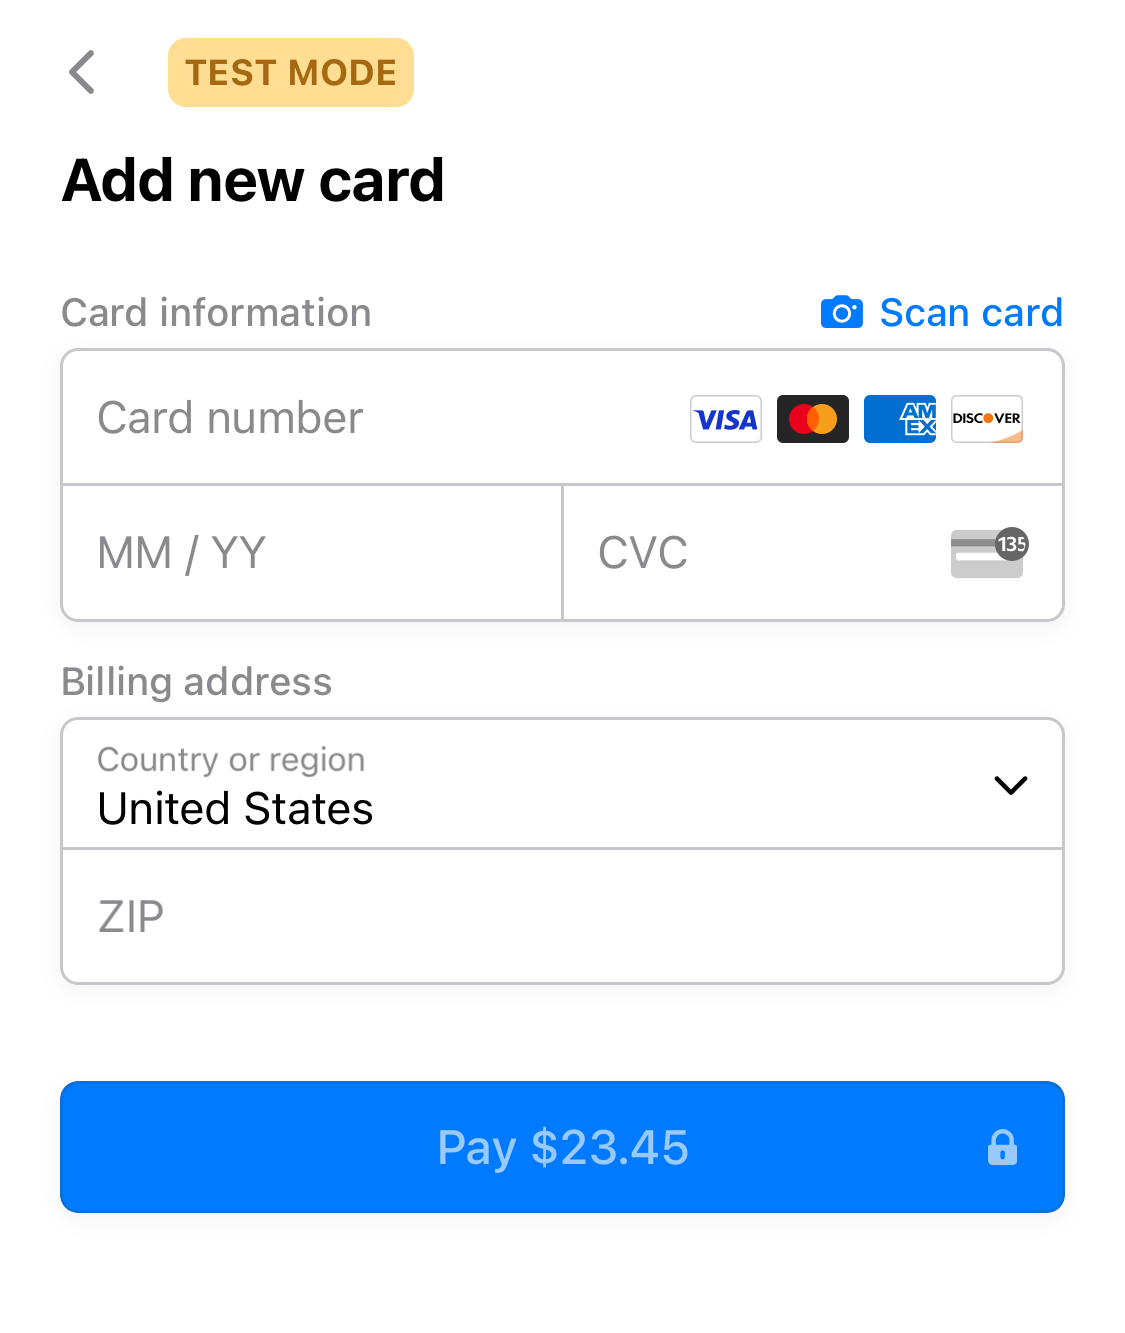 TEST MODE
Add new card
Card information
Scan card
Card number
VISA
AM
EX
DISCOVER
MM / YY
CVC
135
Billing address
Country or region
United States
ZIP
Pay $23.45